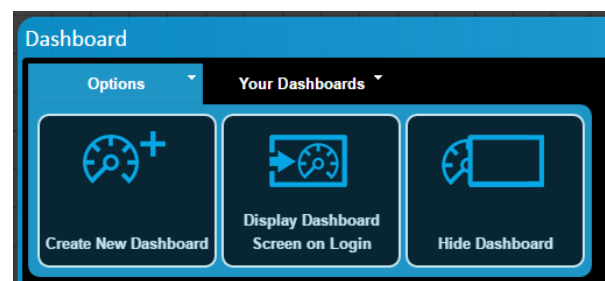 Dashboard
Options
Your Dashboards
Create New Dashboard
Display Dashboard
Screen on Login
Hide Dashboard